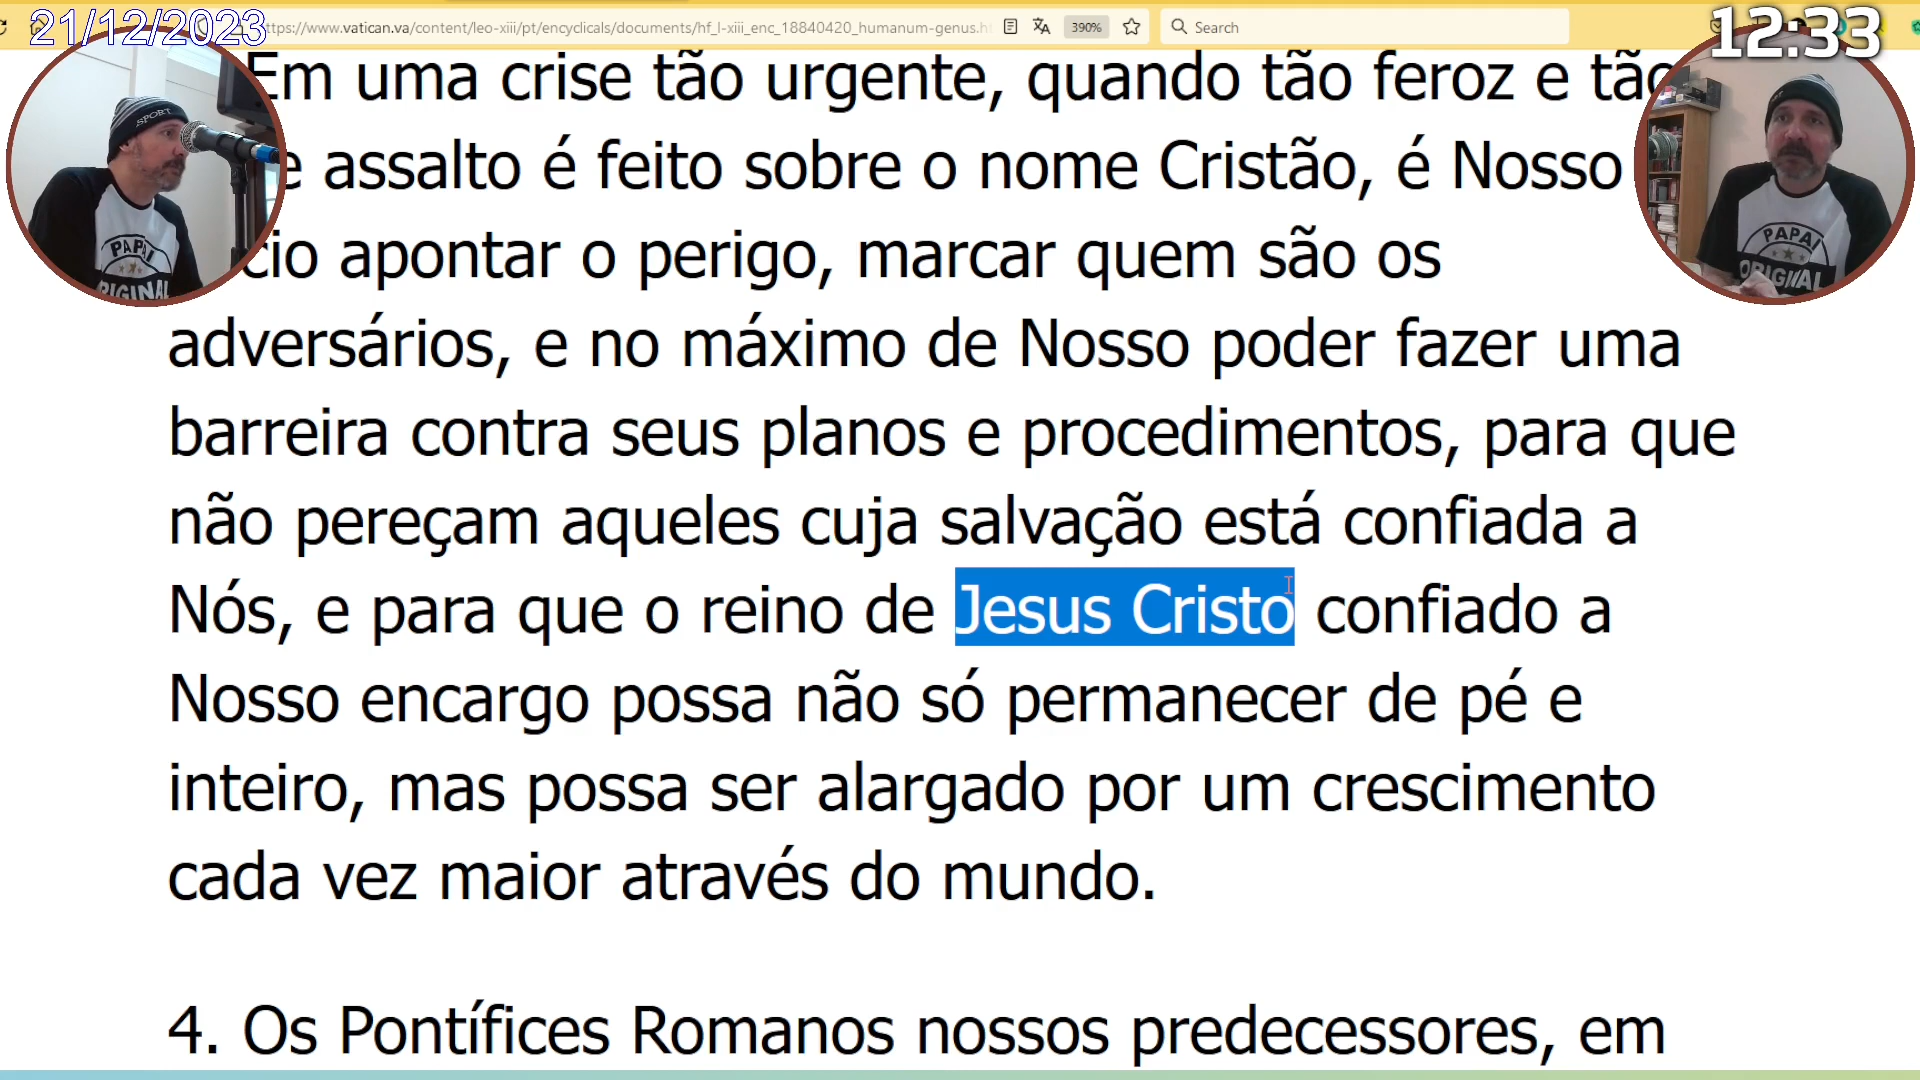 21/12/2023
ttps://www.vatican.va/content/leo-xiii/pt/encyclicals/documents/hf_l-xiii_enc_18840420_humanum-genus.h
390%
Search
12:33
Em uma crise tão urgente, quando tão feroz e tão
e assalto é feito sobre o nome Cristão, é Nosso
cio apontar o perigo, marcar quem são os
adversários, e no máximo de Nosso poder fazer uma
barreira contra seus planos e procedimentos, para que
não pereçam aqueles cuja salvação está confiada a
Nós, e para que o reino de Jesus Cristo confiado a
Nosso encargo possa não só permanecer de pé e
inteiro, mas possa ser alargado por um crescimento
cada vez maior através do mundo.
4. Os Pontífices Romanos nossos predecessores, em
SPORT
PAPAI
RIGINAL
PAPAI
ORIGINAL